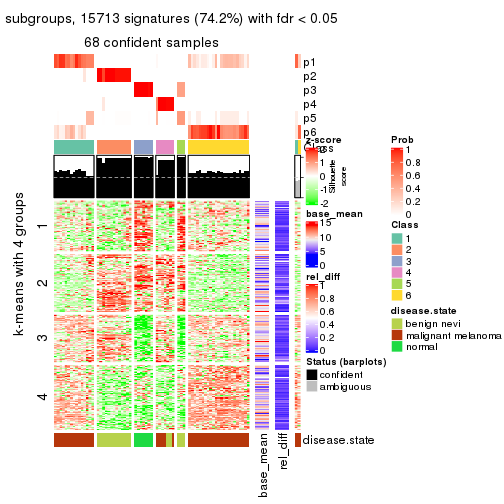 subgroups, 15713 signatures (74.2%) with fdr < 0.05
68 confident samples
p1
p2
p3
p4
p5
p6
Class
1
0.5
0
Silhouette
score
k-means with 4 groups
1
2
3
4
base_mean
rel_diff
disease.state
z-score
2
1
0
-1
-2
base_mean
15
10
5
0
rel_diff
1
0.8
0.6
0.4
0.2
0
Status (barplots)
confident
ambiguous
Prob
1
0.8
0.6
0.4
0.2
0
Class
1
2
3
4
5
6
disease.state
benign nevi
malignant melanoma
normal